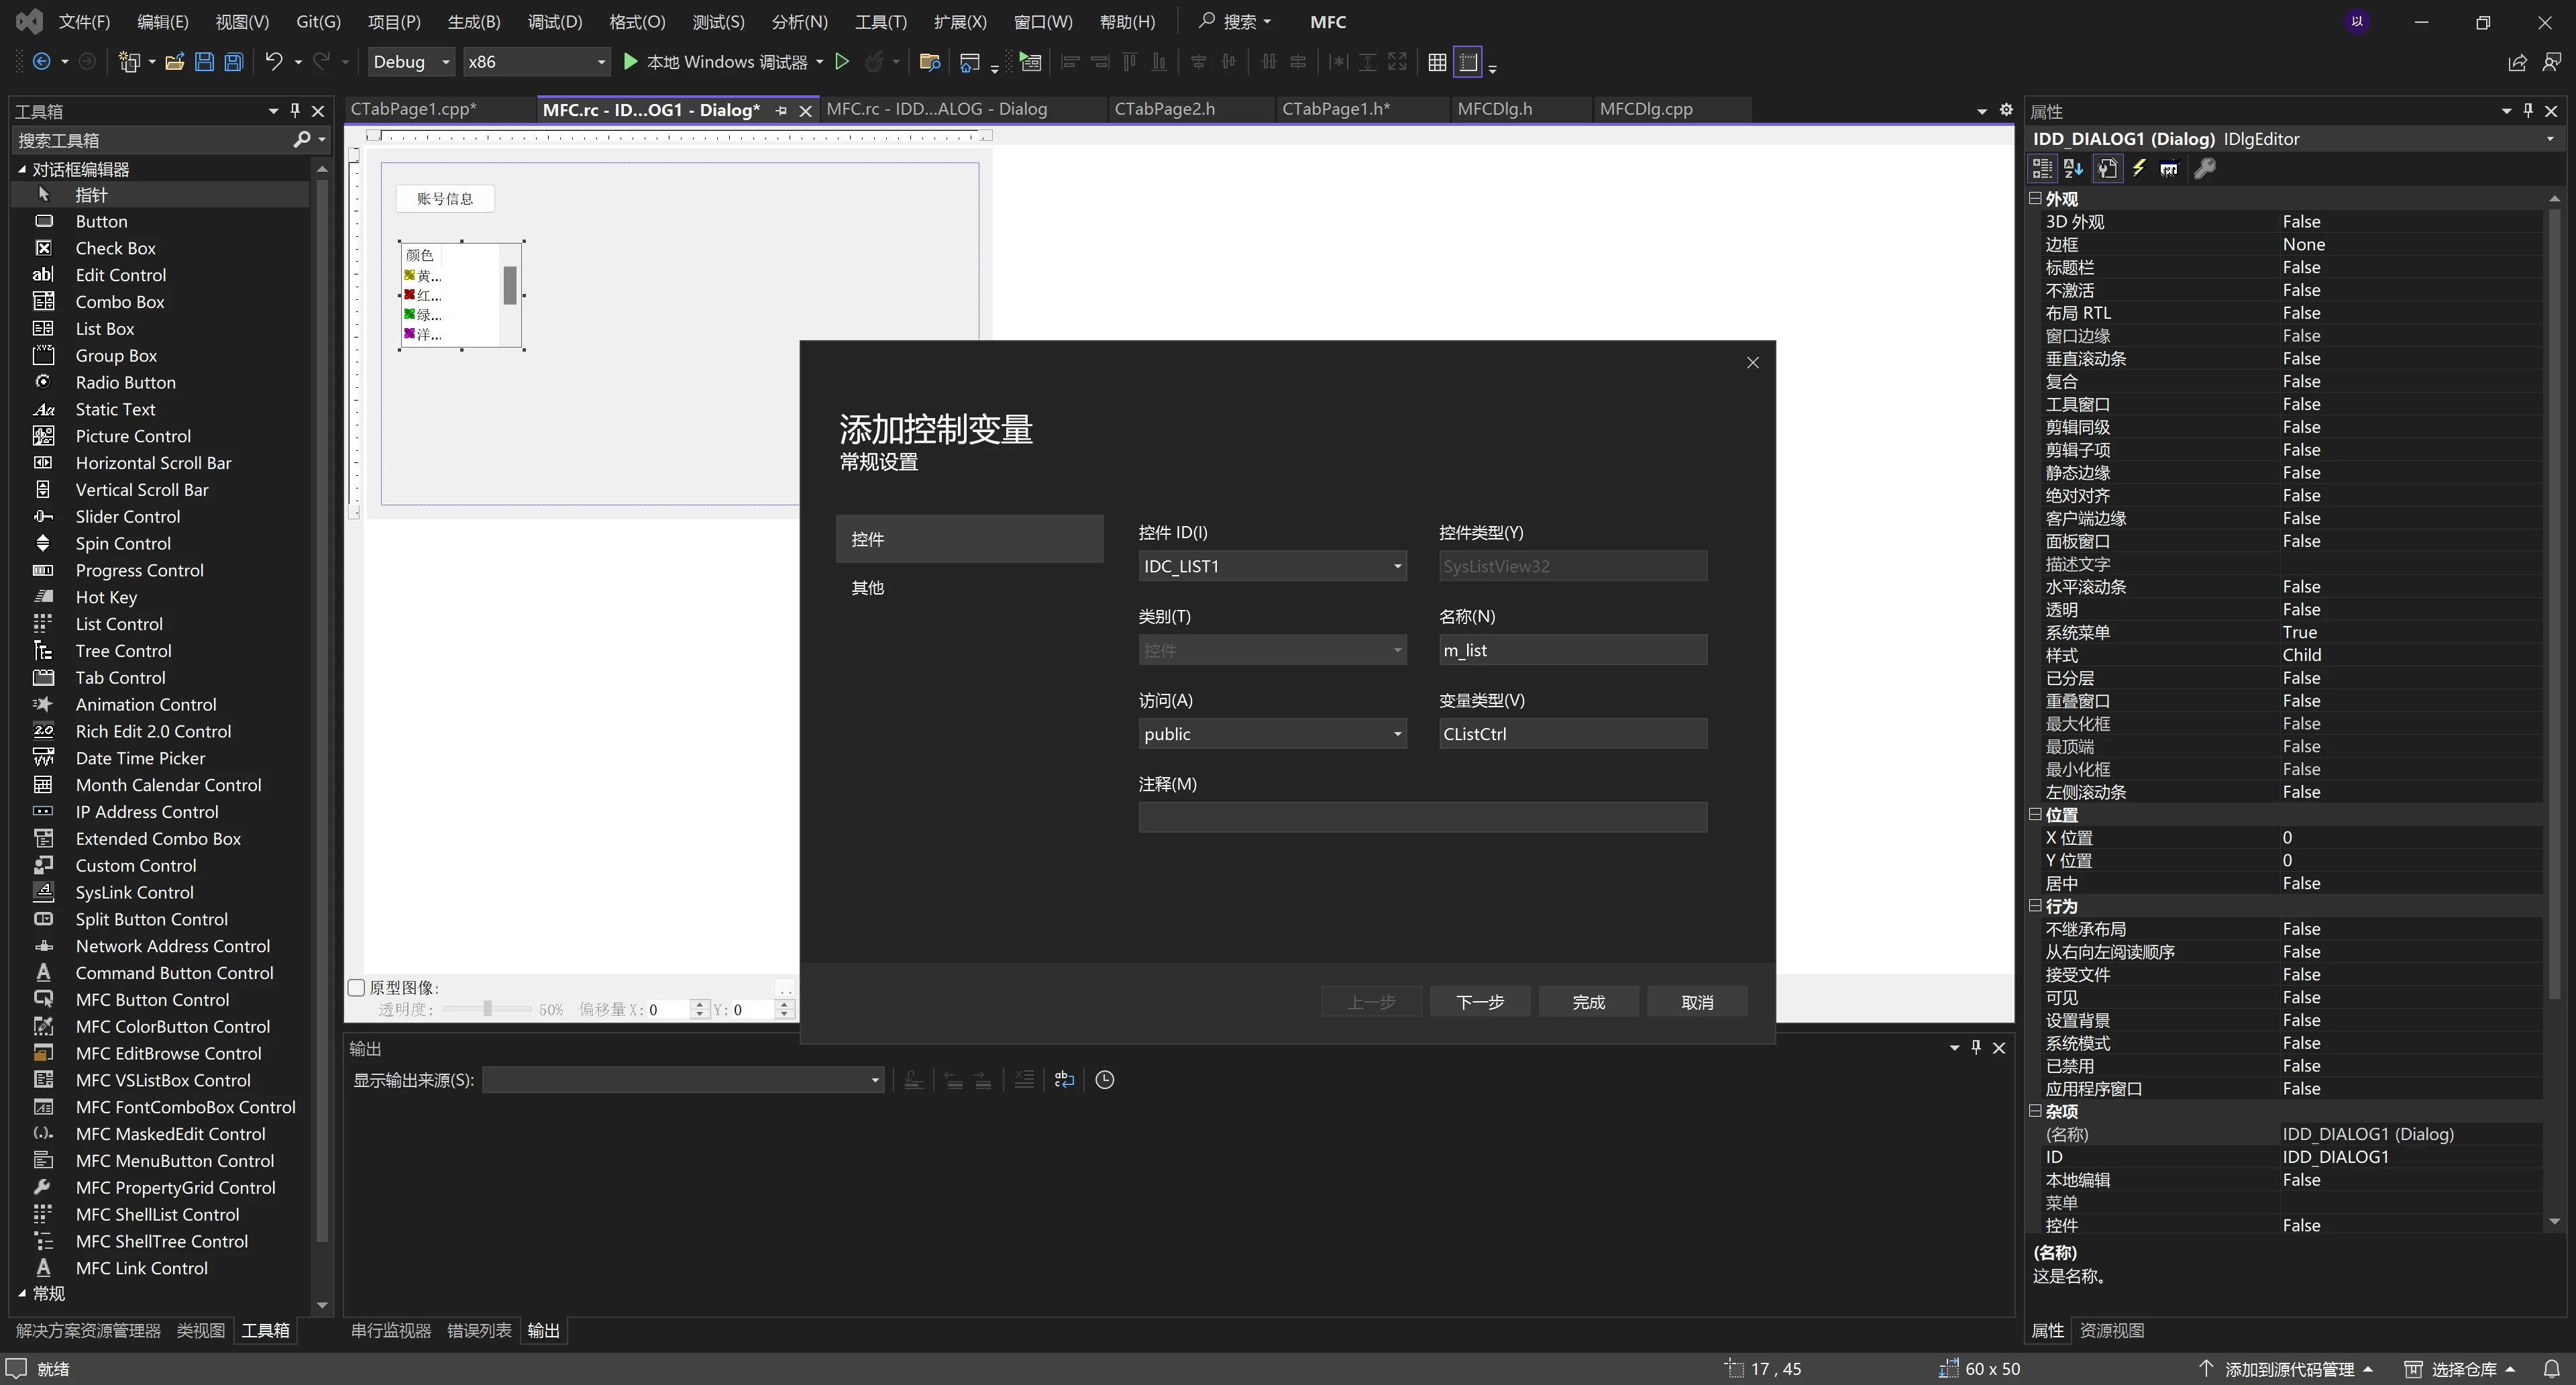 文件(F) 编辑(E) 视图(V) Git(G) 项目(P) 生成(B) 调试(D) 格式(O) 测试(S) 分析(N) 工具(T) 扩展(X) 窗口(W) 帮助(H) 搜索 MFC 以
Debug x86 本地 Windows 调试器
工具箱
搜索工具箱
对话框编辑器
指针
Button
Check Box
Edit Control
Combo Box
List Box
Group Box
Radio Button
Static Text
Picture Control
Horizontal Scroll Bar
Vertical Scroll Bar
Slider Control
Spin Control
Progress Control
Hot Key
List Control
Tree Control
Tab Control
Animation Control
Rich Edit 2.0 Control
Date Time Picker
Month Calendar Control
IP Address Control
Extended Combo Box
Custom Control
SysLink Control
Split Button Control
Network Address Control
Command Button Control
MFC Button Control
MFC ColorButton Control
MFC EditBrowse Control
MFC VSListBox Control
MFC FontComboBox Control
MFC MaskedEdit Control
MFC MenuButton Control
MFC PropertyGrid Control
MFC ShellList Control
MFC ShellTree Control
MFC Link Control
常规
解决方案资源管理器 类视图 工具箱
CTabPage1.cpp* MFC.rc - ID...OG1 - Dialog* MFC.rc - IDD...ALOG - Dialog CTabPage2.h CTabPage1.h* MFCDlg.h MFCDlg.cpp
账号信息
颜色
黄...
红...
绿...
洋...
添加控制变量
常规设置
控件
其他
控件 ID(I) 控件类型(Y)
IDC_LIST1 SysListView32
类别(T) 名称(N)
控件 m_list
访问(A) 变量类型(V)
public CListCtrl
注释(M)
上一步 下一步 完成 取消
原型图像:
透明度: 50% 偏移量 X: 0 Y: 0
输出
显示输出来源(S):
串行监视器 错误列表 输出
属性
IDD_DIALOG1 (Dialog) IDlgEditor
外观
3D 外观 False
边框 None
标题栏 False
不激活 False
布局 RTL False
窗口边缘 False
垂直滚动条 False
复合 False
工具窗口 False
剪辑同级 False
剪辑子项 False
静态边缘 False
绝对对齐 False
客户端边缘 False
面板窗口 False
描述文字
水平滚动条 False
透明 False
系统菜单 True
样式 Child
已分层 False
重叠窗口 False
最大化框 False
最顶端 False
最小化框 False
左侧滚动条 False
位置
X 位置 0
Y 位置 0
居中 False
行为
不继承布局 False
从右向左阅读顺序 False
接受文件 False
可见 False
设置背景 False
系统模式 False
已禁用 False
应用程序窗口 False
杂项
(名称) IDD_DIALOG1 (Dialog)
ID IDD_DIALOG1
本地编辑 False
菜单
控件 False
(名称)
这是名称。
属性 资源视图
就绪 17 , 45 60 x 50 添加到源代码管理 选择仓库